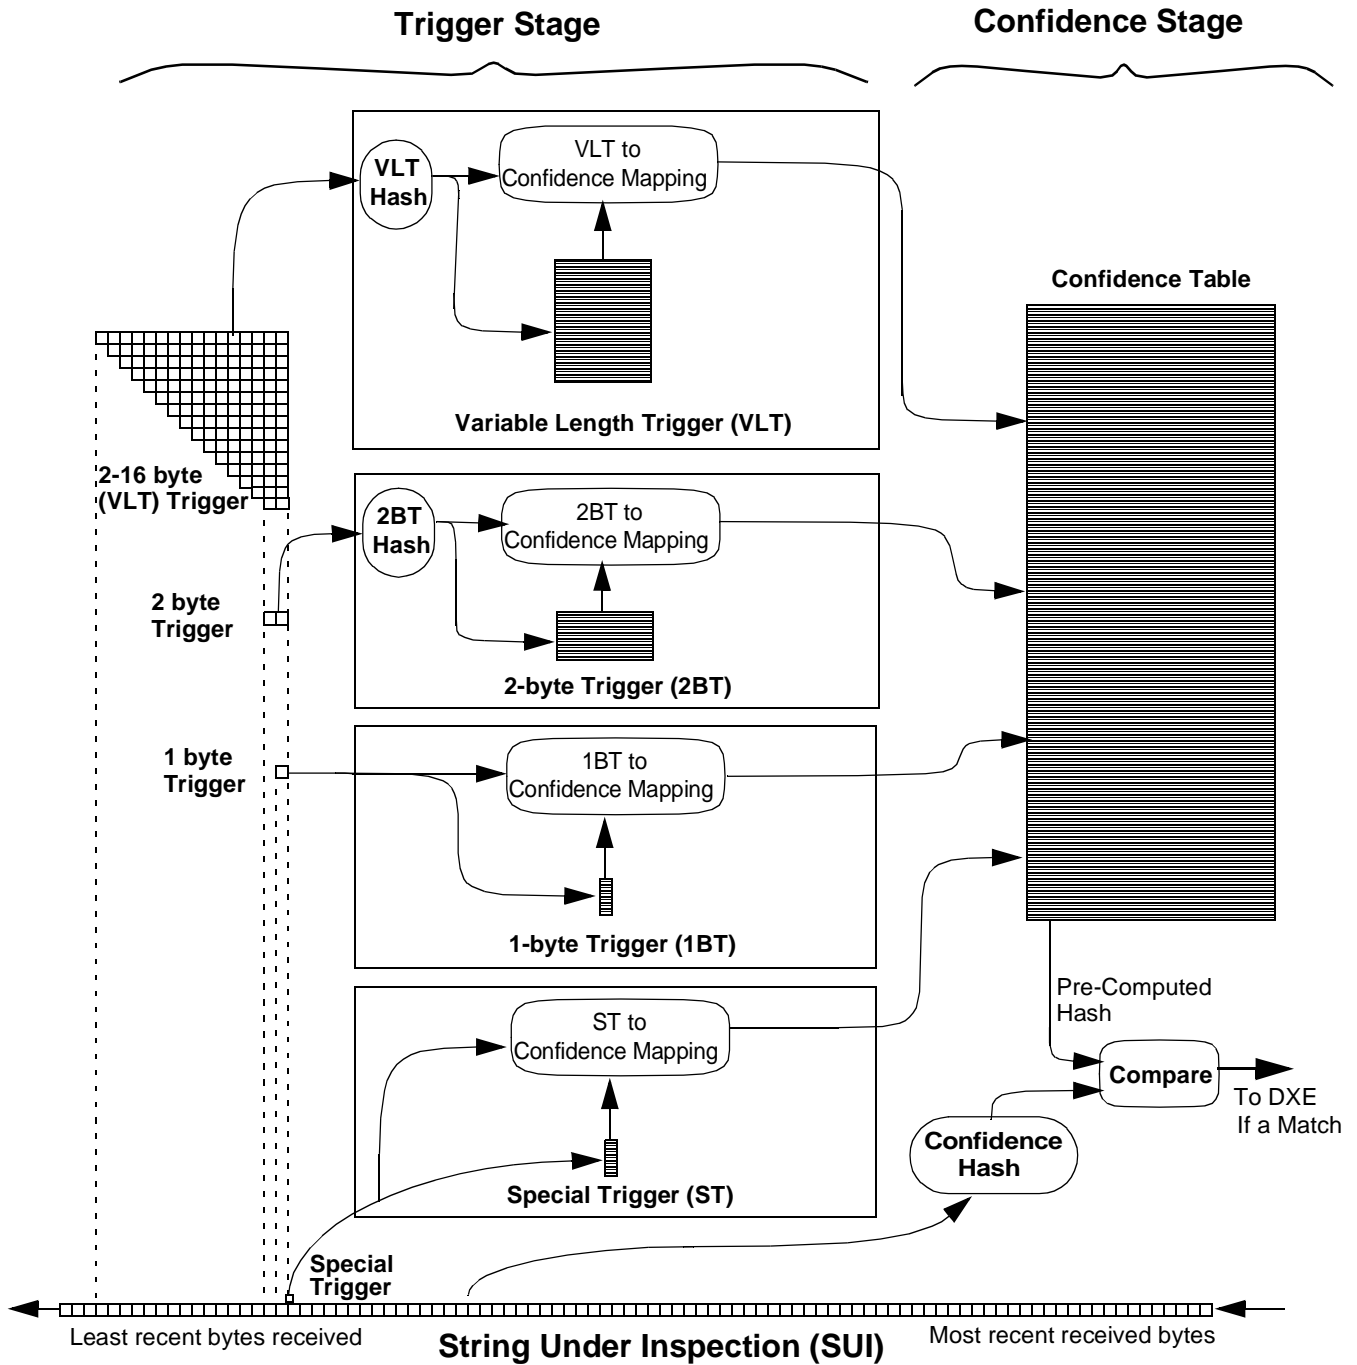 Trigger Stage
Confidence Stage
VLT
Hash
VLT to
Confidence Mapping
Variable Length Trigger (VLT)
Confidence Table
2-16 byte
(VLT) Trigger
2BT
Hash
2BT to
Confidence Mapping
2-byte Trigger (2BT)
2 byte
Trigger
1 byte
Trigger
1BT to
Confidence Mapping
1-byte Trigger (1BT)
ST to
Confidence Mapping
Special Trigger (ST)
Pre-Computed
Hash
Compare
To DXE
If a Match
Confidence
Hash
Special
Trigger
Least recent bytes received
String Under Inspection (SUI)
Most recent received bytes